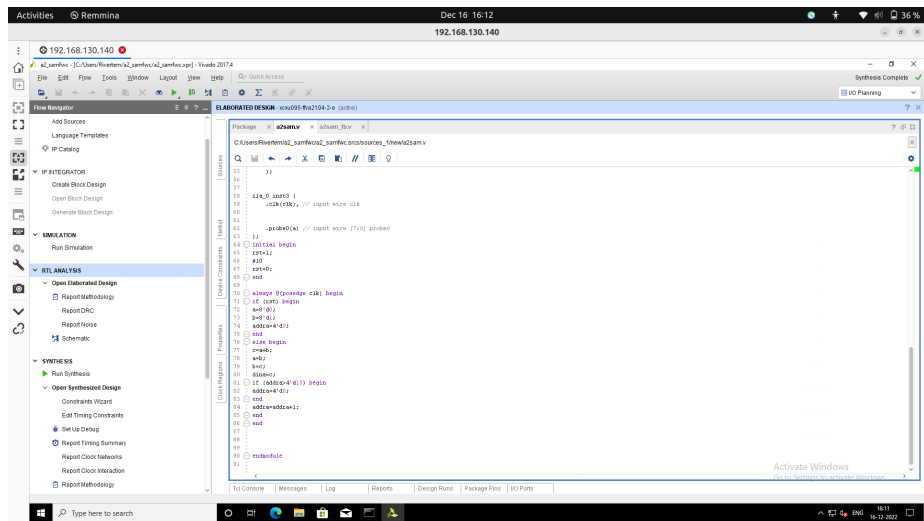 Activities Remmina Dec 16 16:12 36 %
192.168.130.140
192.168.130.140
a2_samfwc - [C:/Users/Rivertem/a2_samfwc/a2_samfwc.xpr] - Vivado 2017.4
File Edit Flow Tools Window Layout View Help Quick Access Synthesis Complete
I/O Planning
Flow Navigator ELABORATED DESIGN - xcvu095-ffva2104-2-e (active)
Add Sources
Language Templates
IP Catalog
IP INTEGRATOR
Create Block Design
Open Block Design
Generate Block Design
SIMULATION
Run Simulation
RTL ANALYSIS
Open Elaborated Design
Report Methodology
Report DRC
Report Noise
Schematic
SYNTHESIS
Run Synthesis
Open Synthesized Design
Constraints Wizard
Edit Timing Constraints
Set Up Debug
Report Timing Summary
Report Clock Networks
Report Clock Interaction
Report Methodology
Sources
Netlist
Device Constraints
Properties
Clock Regions
Package a2sam.v a2sam_tb.v
C:/Users/Rivertem/a2_samfwc/a2_samfwc.srcs/sources_1/new/a2sam.v
55 );
56
57
58 ila_0 inst3 (
59 .clk(clk), // input wire clk
60
61
62 .probe0(a) // input wire [7:0] probe0
63 );
64 initial begin
65 rst=1;
66 #10
67 rst=0;
68 end
69
70 always @(posedge clk) begin
71 if (rst) begin
72 a=8'd0;
73 b=8'd1;
74 addra=4'd0;
75 end
76 else begin
77 c=a+b;
78 a=b;
79 b=c;
80 dina=c;
81 if (addra>4'd15) begin
82 addra=4'd0;
83 end
84 addra=addra+1;
85 end
86 end
87
88
89
90 endmodule
91
Activate Windows
Go to Settings to activate Windows.
Tcl Console Messages Log Reports Design Runs Package Pins I/O Ports
Type here to search
ENG
16:11
16-12-2022